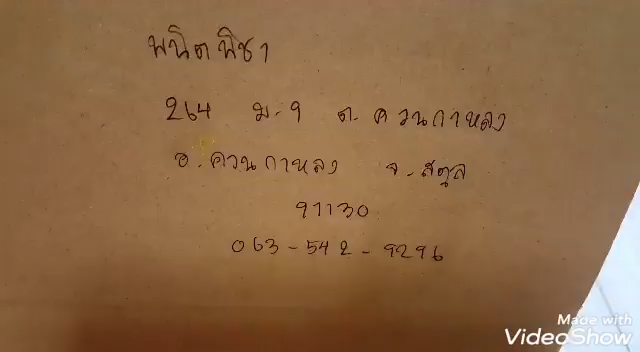 พนิตพิชา
264 ม.9 ต.ควนกาหลง
อ.ควนกาหลง จ.สตูล
91130
063-542-9296
Made with
VideoShow